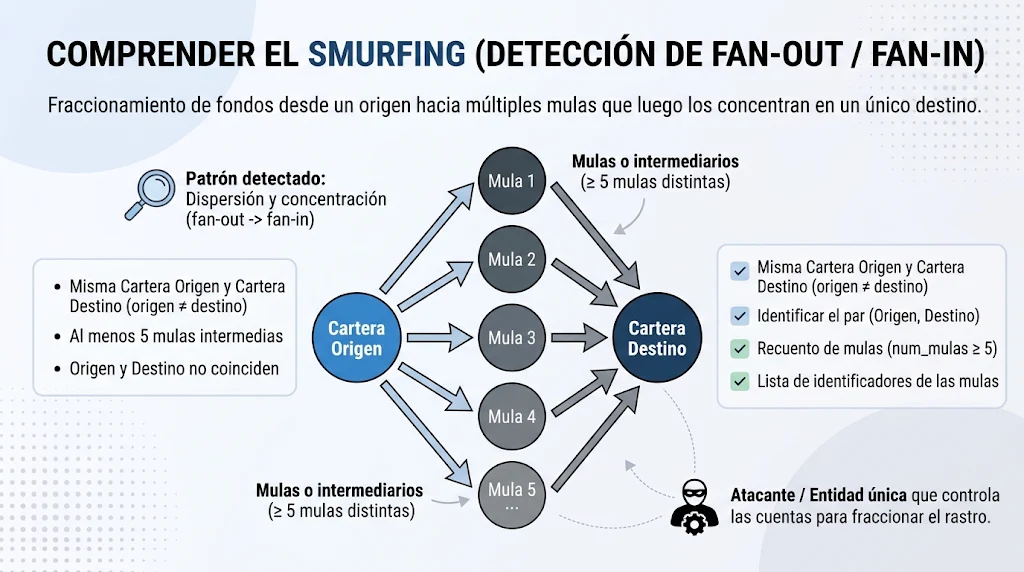 COMPRENDER EL SMURFING (DETECCIÓN DE FAN-OUT / FAN-IN)
Fraccionamiento de fondos desde un origen hacia múltiples mulas que luego los concentran en un único destino.
Patrón detectado:
Dispersión y concentración
(fan-out -> fan-in)
Mulas o intermediarios
(≥ 5 mulas distintas)
• Misma Cartera Origen y Cartera
Destino (origen ≠ destino)
• Al menos 5 mulas intermedias
• Origen y Destino no coinciden
Cartera
Origen
Mula 1
Mula 2
Mula 3
Mula 4
Mula 5
...
Cartera
Destino
Misma Cartera Origen y Cartera
Destino (origen ≠ destino)
Identificar el par (Origen, Destino)
Recuento de mulas (num_mulas ≥ 5)
Lista de identificadores de las mulas
Mulas o intermediarios
(≥ 5 mulas distintas)
Atacante / Entidad única que controla
las cuentas para fraccionar el rastro.